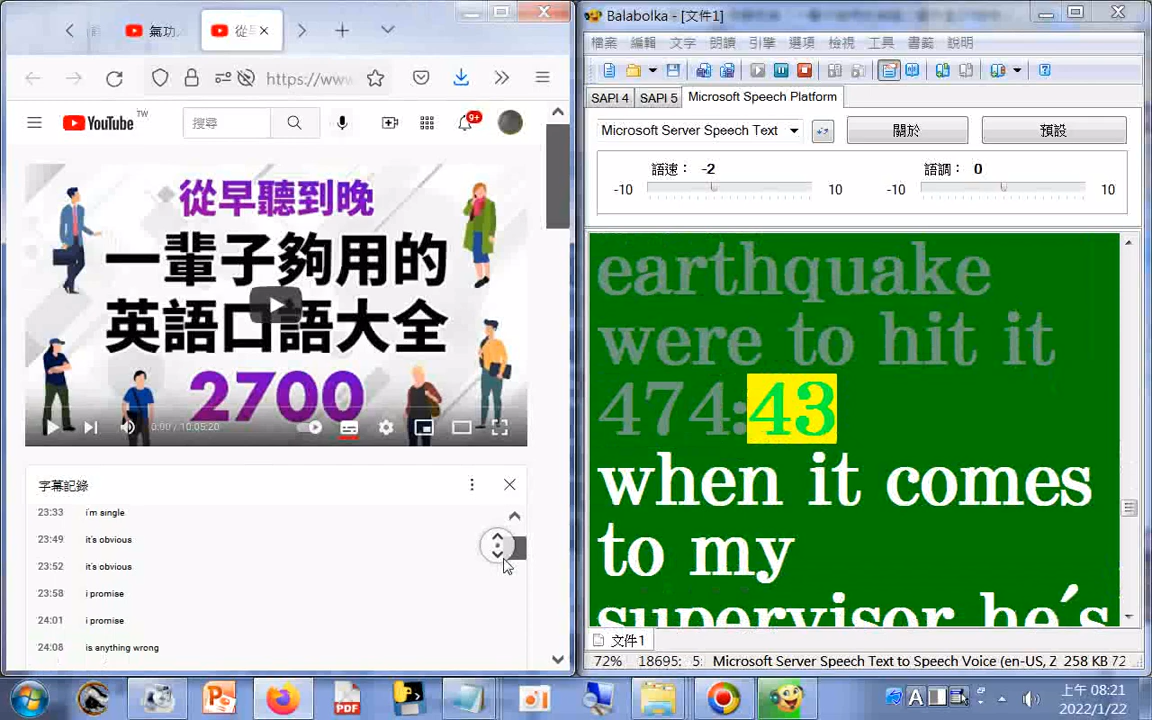 氣功
從
https://www
YouTube
TW
搜尋
9+
從早聽到晚
一輩子夠用的
英語口語大全
2700
0:00 / 10:05:20
字幕記錄
23:33 i'm single
23:49 it's obvious
23:52 it's obvious
23:58 i promise
24:01 i promise
24:08 is anything wrong
Balabolka - [文件1]
檔案 編輯 文字 朗讀 引擎 選項 檢視 工具 書籤 說明
SAPI 4 SAPI 5 Microsoft Speech Platform
Microsoft Server Speech Text
關於
預設
語速： -2
-10 10
語調： 0
-10 10
earthquake
were to hit it
474:43
when it comes
to my
supervisor he's
文件1
72% 18695: 5: Microsoft Server Speech Text to Speech Voice (en-US, Z 258 KB 72
PDF
上午 08:21
2022/1/22